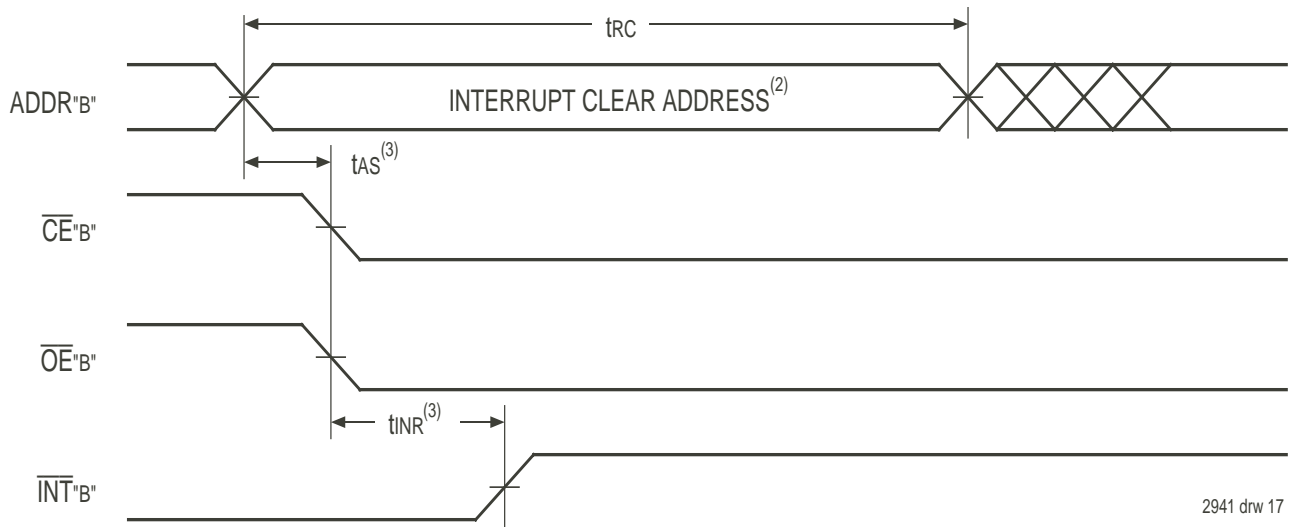 tRC
ADDR"B"
INTERRUPT CLEAR ADDRESS(2)
tAS(3)
CE"B"
OE"B"
tINR(3)
INT"B"
2941 drw 17